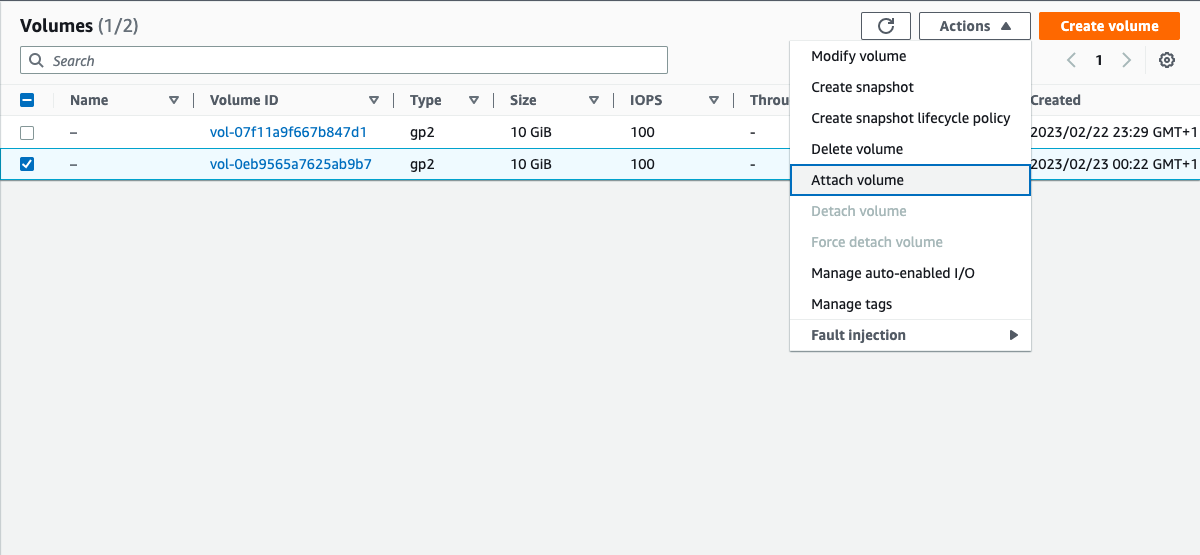 Volumes (1/2)
Actions
Create volume
Search
1
Name Volume ID Type Size IOPS Throu Created
– vol-07f11a9f667b847d1 gp2 10 GiB 100 - 2023/02/22 23:29 GMT+1
– vol-0eb9565a7625ab9b7 gp2 10 GiB 100 - 2023/02/23 00:22 GMT+1
Modify volume
Create snapshot
Create snapshot lifecycle policy
Delete volume
Attach volume
Detach volume
Force detach volume
Manage auto-enabled I/O
Manage tags
Fault injection